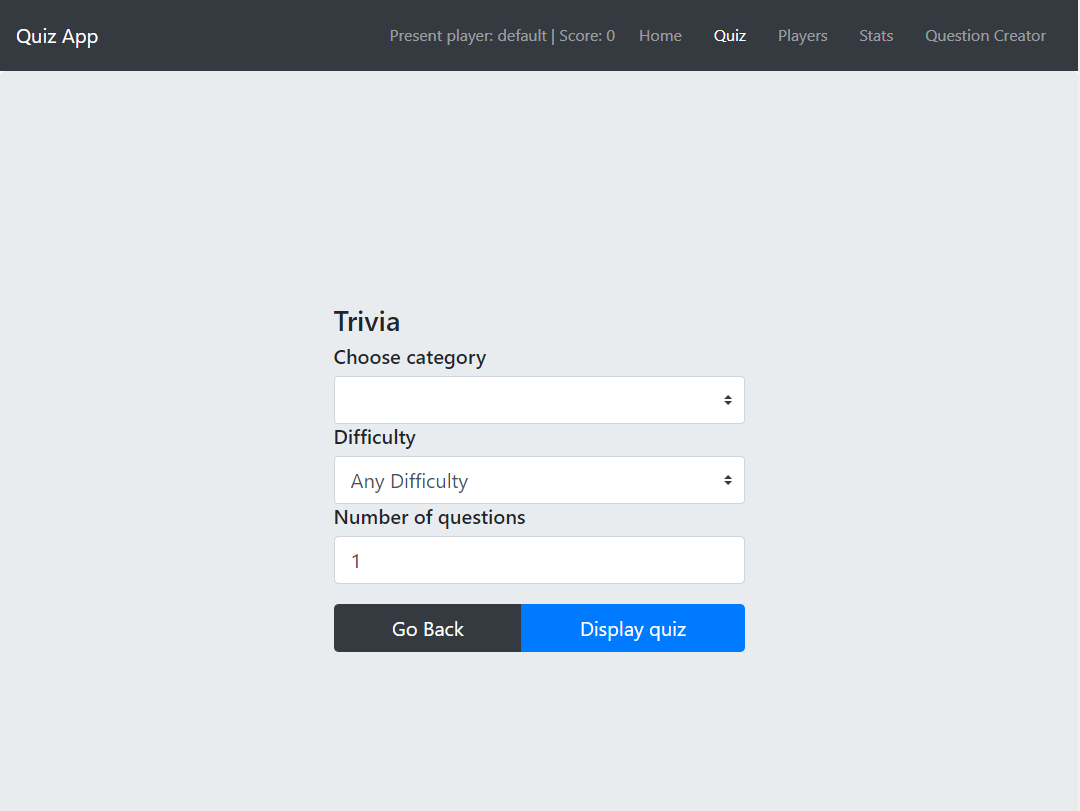 Quiz App Present player: default | Score: 0 Home Quiz Players Stats Question Creator
Trivia
Choose category
Difficulty
Any Difficulty
Number of questions
1
Go Back Display quiz